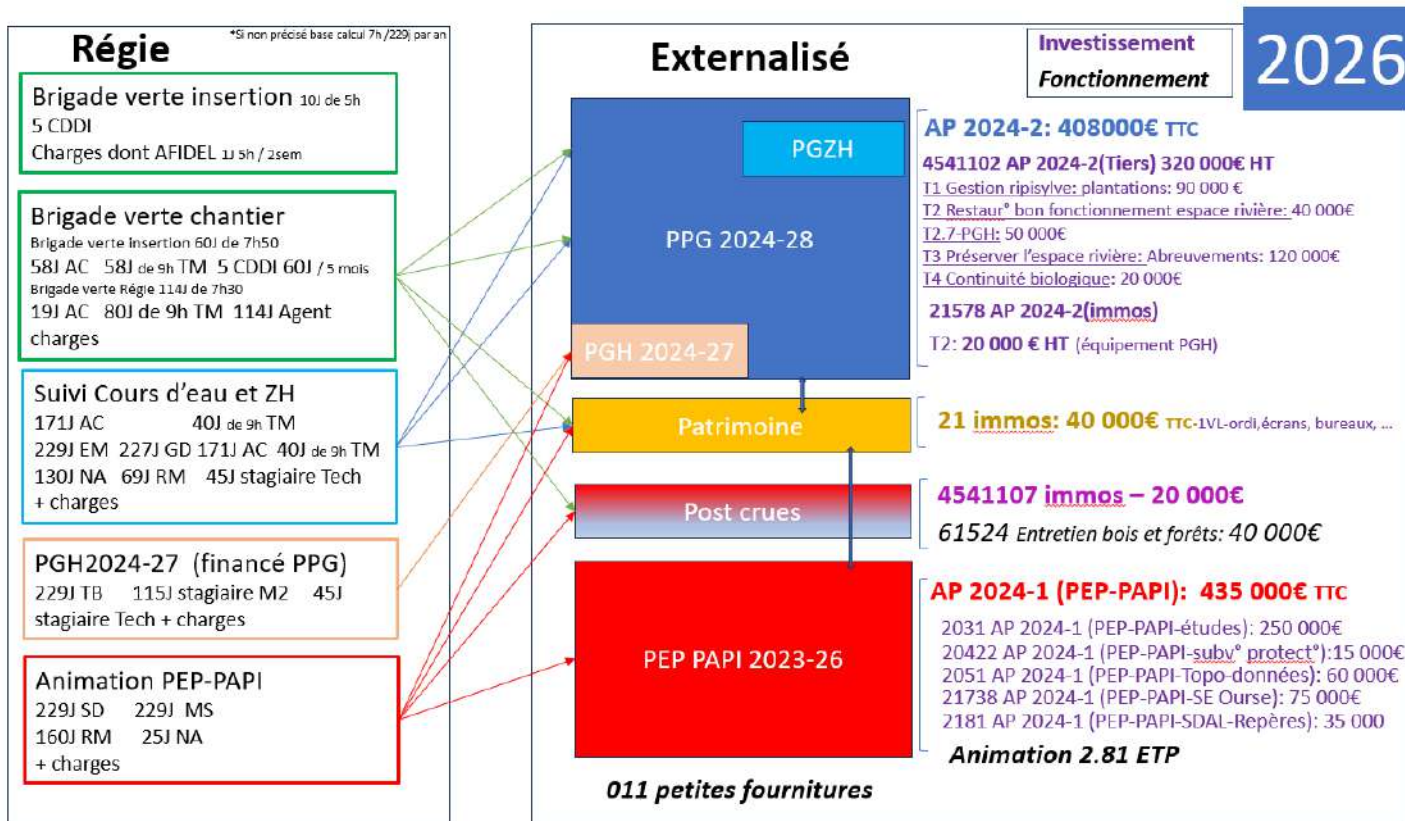 Régie
*Si non précisé base calcul 7h /229j par an
Brigade verte insertion 10J de 5h
5 CDDI
Charges dont AFIDEL 1J 5h / 2sem
Brigade verte chantier
Brigade verte insertion 60J de 7h50
58J AC 58J de 9h TM 5 CDDI 60J / 5 mois
Brigade verte Régie 114J de 7h30
19J AC 80J de 9h TM 114J Agent
charges
Suivi Cours d'eau et ZH
171J AC 40J de 9h TM
229J EM 227J GD 171J AC 40J de 9h TM
130J NA 69J RM 45J stagiaire Tech
+ charges
PGH2024-27 (financé PPG)
229J TB 115J stagiaire M2 45J
stagiaire Tech + charges
Animation PEP-PAPI
229J SD 229J MS
160J RM 25J NA
+ charges
Externalisé
Investissement
Fonctionnement
2026
PGZH
PPG 2024-28
PGH 2024-27
Patrimoine
Post crues
PEP PAPI 2023-26
011 petites fournitures
AP 2024-2: 408000€ TTC
4541102 AP 2024-2(Tiers) 320 000€ HT
T1 Gestion ripisylve: plantations: 90 000 €
T2 Restaur° bon fonctionnement espace rivière: 40 000€
T2.7-PGH: 50 000€
T3 Préserver l'espace rivière: Abreuvements: 120 000€
T4 Continuité biologique: 20 000€
21578 AP 2024-2(immos)
T2: 20 000 € HT (équipement PGH)
21 immos: 40 000€ TTC-1VL-ordi,écrans, bureaux, ...
4541107 immos – 20 000€
61524 Entretien bois et forêts: 40 000€
AP 2024-1 (PEP-PAPI): 435 000€ TTC
2031 AP 2024-1 (PEP-PAPI-études): 250 000€
20422 AP 2024-1 (PEP-PAPI-subv° protect°):15 000€
2051 AP 2024-1 (PEP-PAPI-Topo-données): 60 000€
21738 AP 2024-1 (PEP-PAPI-SE Ourse): 75 000€
2181 AP 2024-1 (PEP-PAPI-SDAL-Repères): 35 000
Animation 2.81 ETP